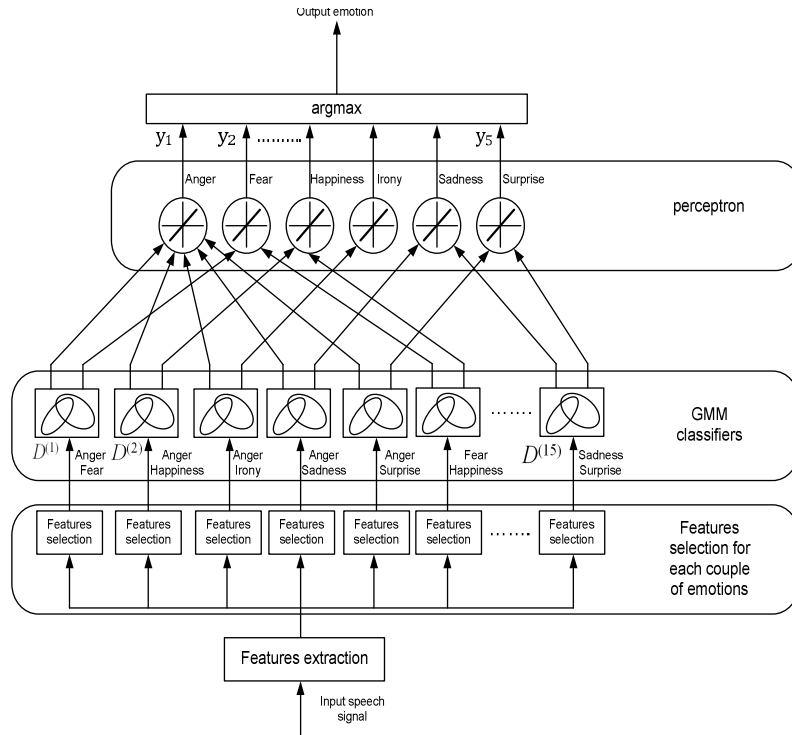 Output emotion
argmax
y1 y2 .......... y5
Anger Fear Happiness Irony Sadness Surprise
perceptron
GMM
classifiers
D(1) D(2) D(15)
Anger
Fear
Anger
Happiness
Anger
Irony
Anger
Sadness
Anger
Surprise
Fear
Happiness
Sadness
Surprise
.......
Features
selection
Features
selection
Features
selection
Features
selection
Features
selection
Features
selection
.......
Features
selection
Features
selection for
each couple
of emotions
Features extraction
Input speech
signal